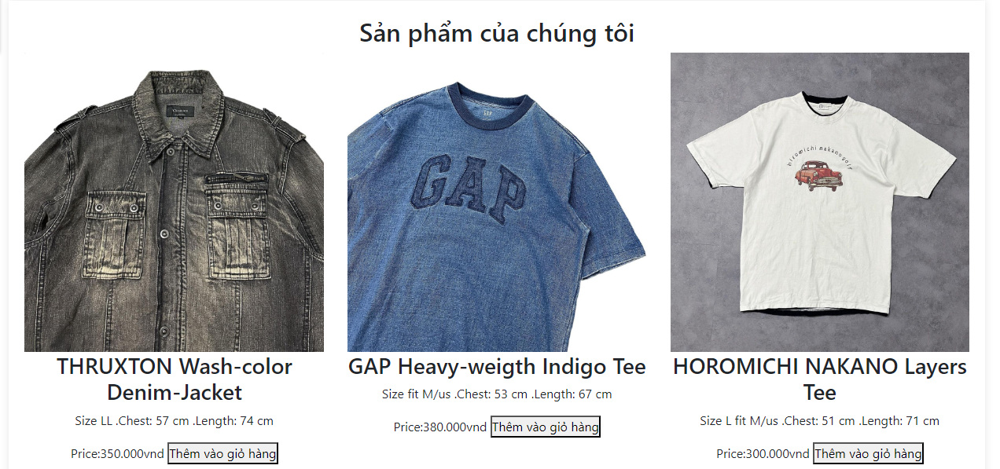 Sản phẩm của chúng tôi
GAP
GAP
hiromichi nakano golf
THRUXTON Wash-color
Denim-Jacket
Size LL .Chest: 57 cm .Length: 74 cm
Price:350.000vnd Thêm vào giỏ hàng
GAP Heavy-weigth Indigo Tee
Size fit M/us .Chest: 53 cm .Length: 67 cm
Price:380.000vnd Thêm vào giỏ hàng
HOROMICHI NAKANO Layers
Tee
Size L fit M/us .Chest: 51 cm .Length: 71 cm
Price:300.000vnd Thêm vào giỏ hàng